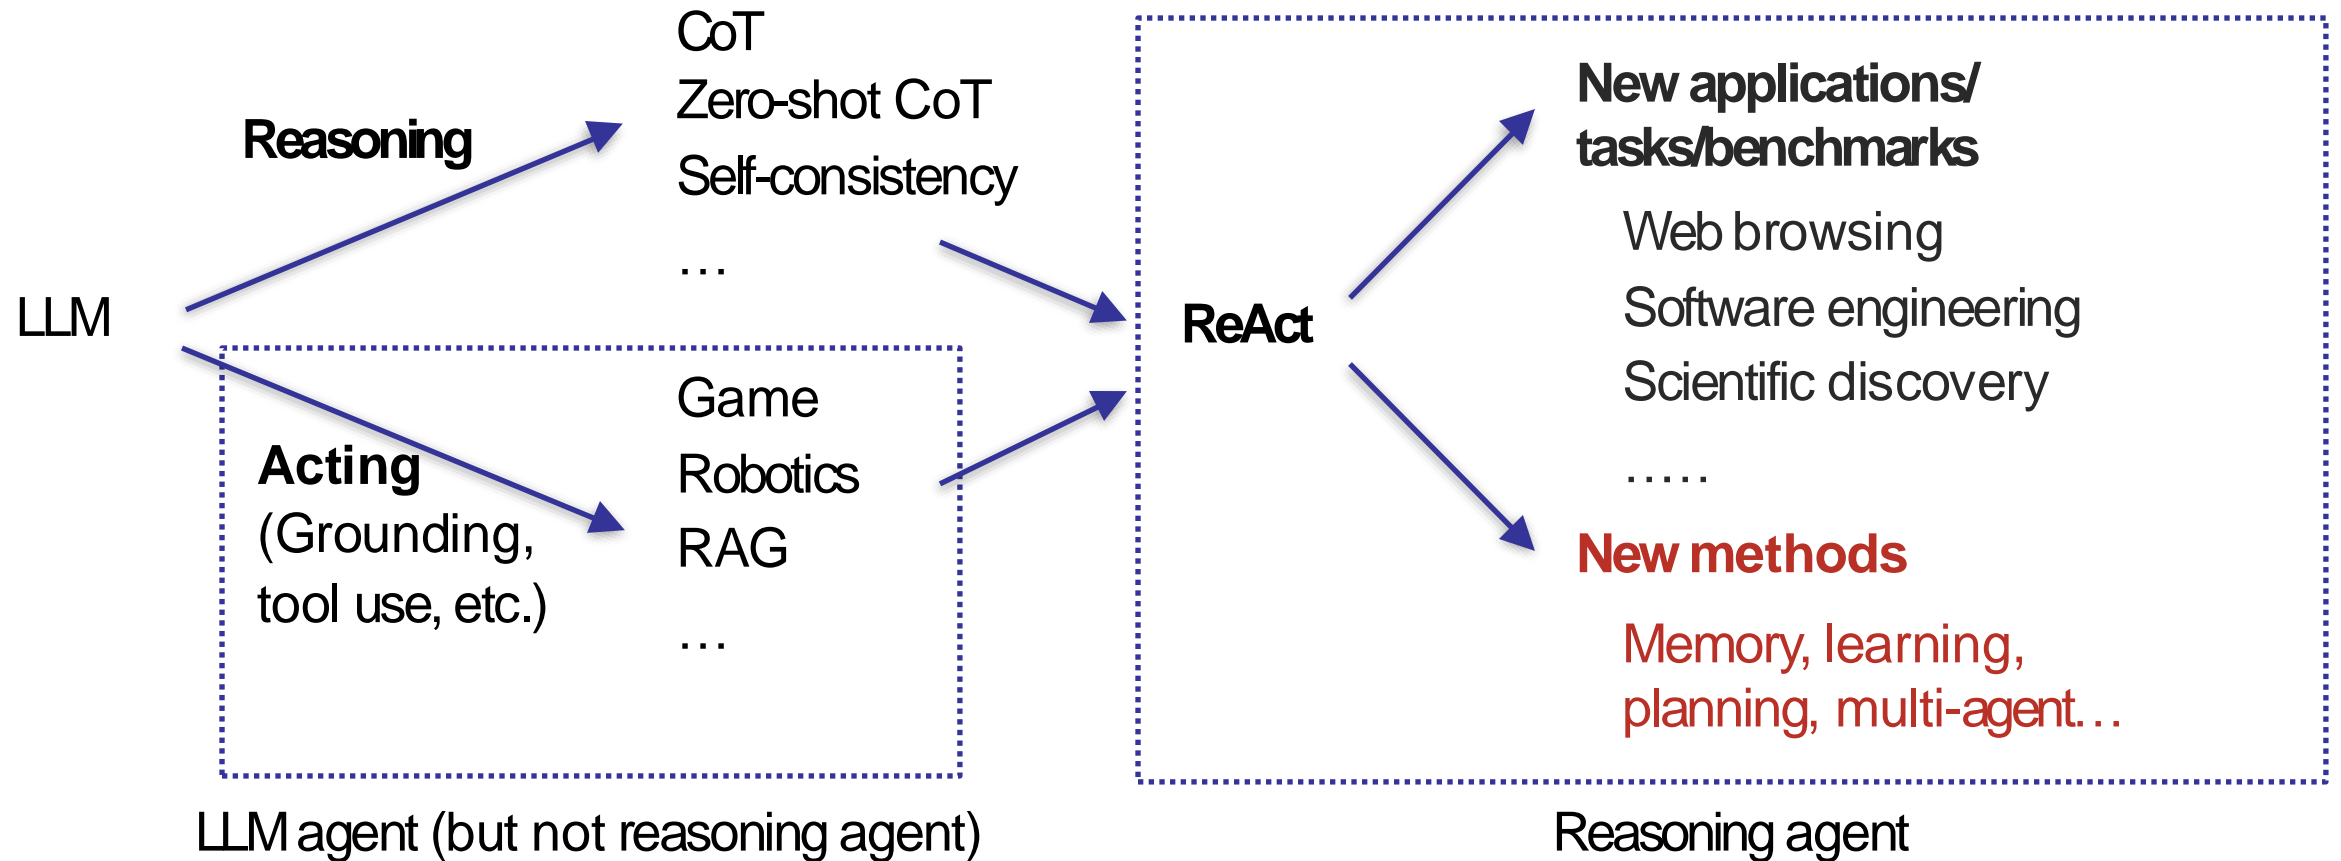 LLM
Reasoning
CoT
Zero-shot CoT
Self-consistency
…
Acting
(Grounding,
tool use, etc.)
Game
Robotics
RAG
…
LLM agent (but not reasoning agent)
ReAct
New applications/
tasks/benchmarks
Web browsing
Software engineering
Scientific discovery
…..
New methods
Memory, learning,
planning, multi-agent…
Reasoning agent